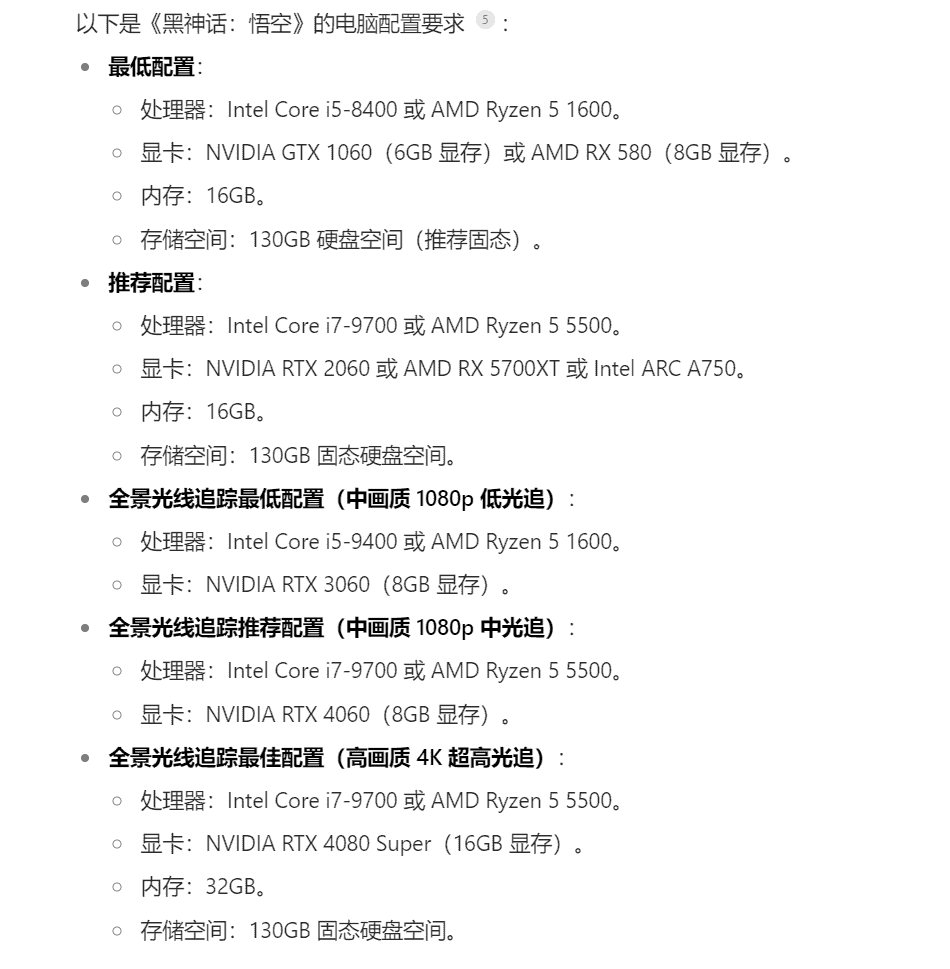 以下是《黑神话：悟空》的电脑配置要求 5 ：
最低配置：
处理器：Intel Core i5-8400 或 AMD Ryzen 5 1600。
显卡：NVIDIA GTX 1060（6GB 显存）或 AMD RX 580（8GB 显存）。
内存：16GB。
存储空间：130GB 硬盘空间（推荐固态）。
推荐配置：
处理器：Intel Core i7-9700 或 AMD Ryzen 5 5500。
显卡：NVIDIA RTX 2060 或 AMD RX 5700XT 或 Intel ARC A750。
内存：16GB。
存储空间：130GB 固态硬盘空间。
全景光线追踪最低配置（中画质 1080p 低光追）：
处理器：Intel Core i5-9400 或 AMD Ryzen 5 1600。
显卡：NVIDIA RTX 3060（8GB 显存）。
全景光线追踪推荐配置（中画质 1080p 中光追）：
处理器：Intel Core i7-9700 或 AMD Ryzen 5 5500。
显卡：NVIDIA RTX 4060（8GB 显存）。
全景光线追踪最佳配置（高画质 4K 超高光追）：
处理器：Intel Core i7-9700 或 AMD Ryzen 5 5500。
显卡：NVIDIA RTX 4080 Super（16GB 显存）。
内存：32GB。
存储空间：130GB 固态硬盘空间。